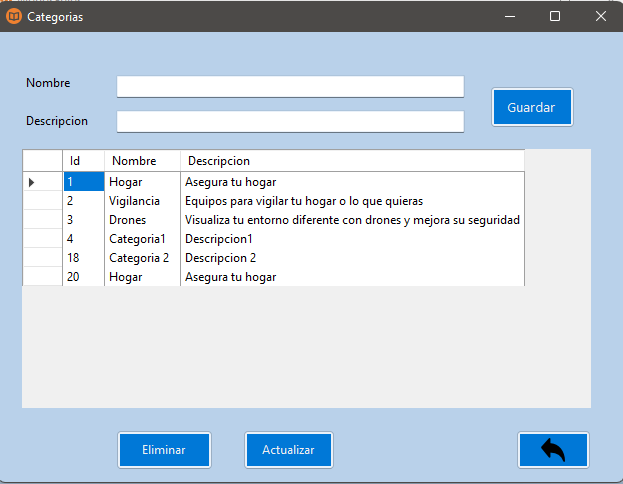 Categorias
Nombre
Descripcion
Guardar
Id Nombre Descripcion
1 Hogar Asegura tu hogar
2 Vigilancia Equipos para vigilar tu hogar o lo que quieras
3 Drones Visualiza tu entorno diferente con drones y mejora su seguridad
4 Categoria1 Descripcion1
18 Categoria 2 Descripcion 2
20 Hogar Asegura tu hogar
Eliminar Actualizar